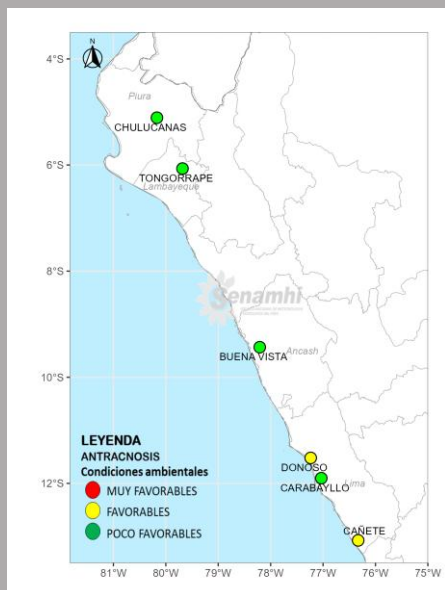 N
4°S
Piura
CHULUCANAS
6°S
TONGORRAPE
Lambayeque
8°S
Senamhi
BUENA VISTA
Ancash
10°S
LEYENDA
ANTRACNOSIS
Condiciones ambientales
MUY FAVORABLES
FAVORABLES
POCO FAVORABLES
DONOSO
CARABAYLLO
Lima
12°S
CAÑETE
81°W
80°W
79°W
78°W
77°W
76°W
75°W